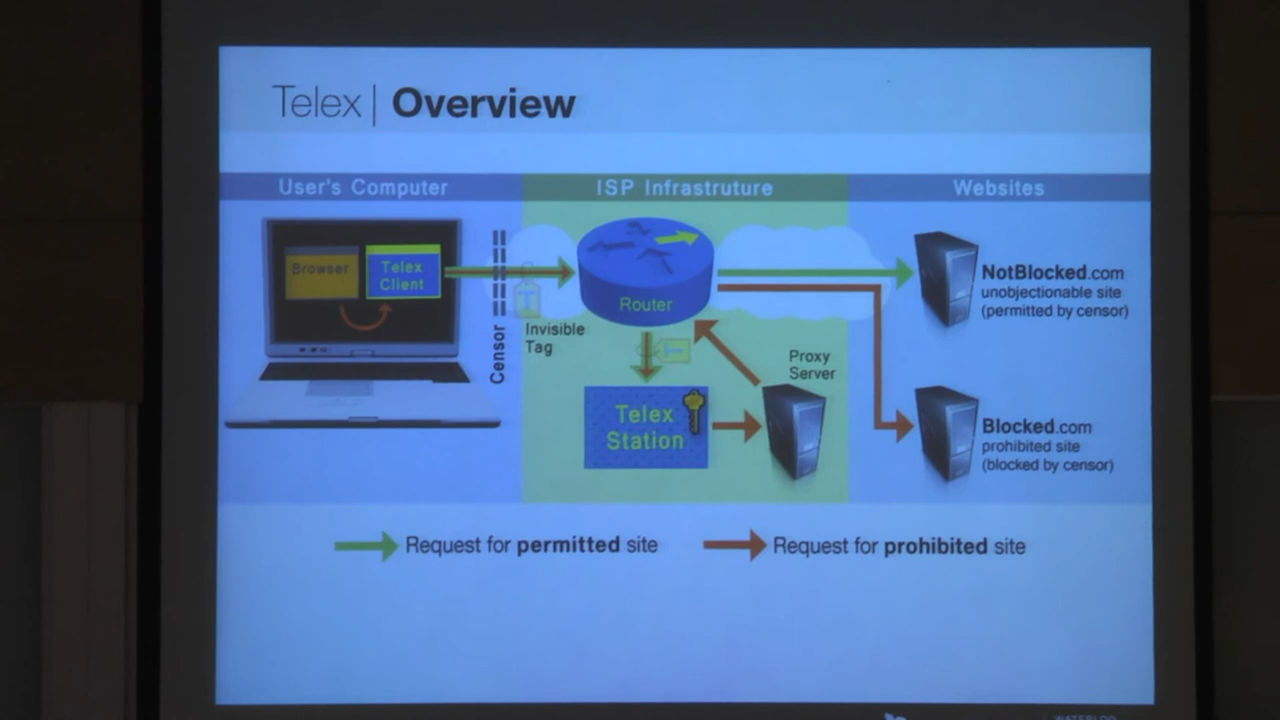 Telex | Overview
User's Computer
ISP Infrastruture
Websites
Browser
Telex
Client
Censor
Invisible
Tag
Router
Telex
Station
Proxy
Server
NotBlocked.com
unobjectionable site
(permitted by censor)
Blocked.com
prohibited site
(blocked by censor)
Request for permitted site
Request for prohibited site